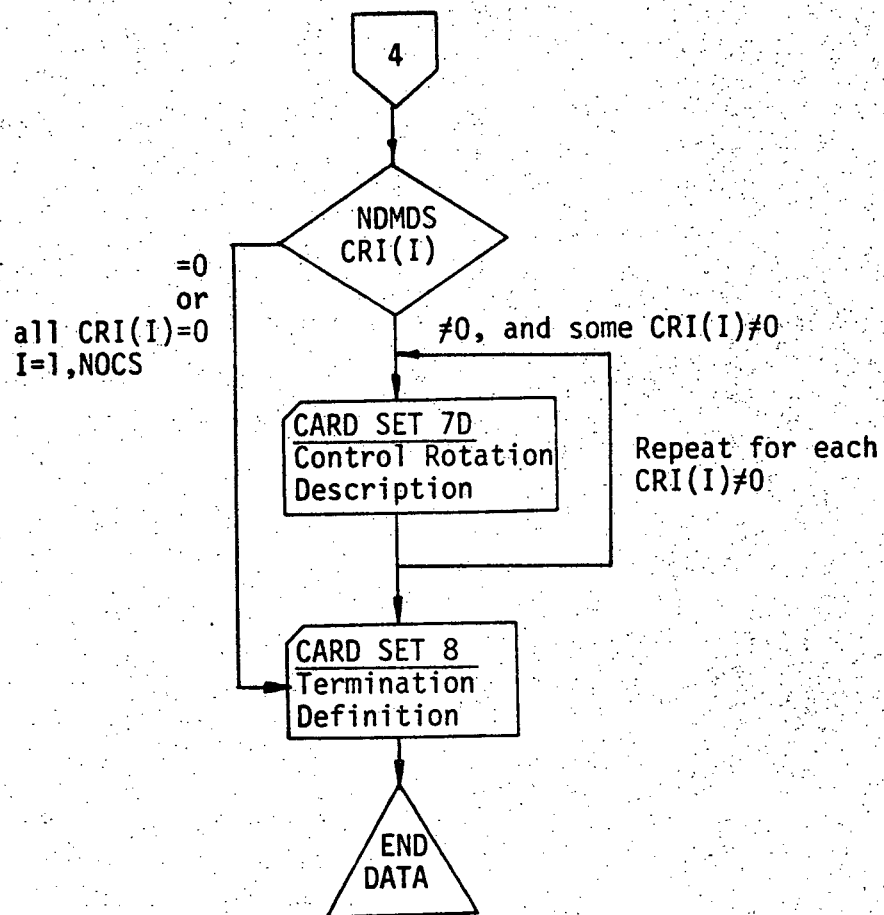 4
NDMDS
CRI(I)
=0
or
all CRI(I)=0
I=1,NOCS
≠0, and some CRI(I)≠0
CARD SET 7D
Control Rotation
Description
Repeat for each
CRI(I)≠0
CARD SET 8
Termination
Definition
END
DATA